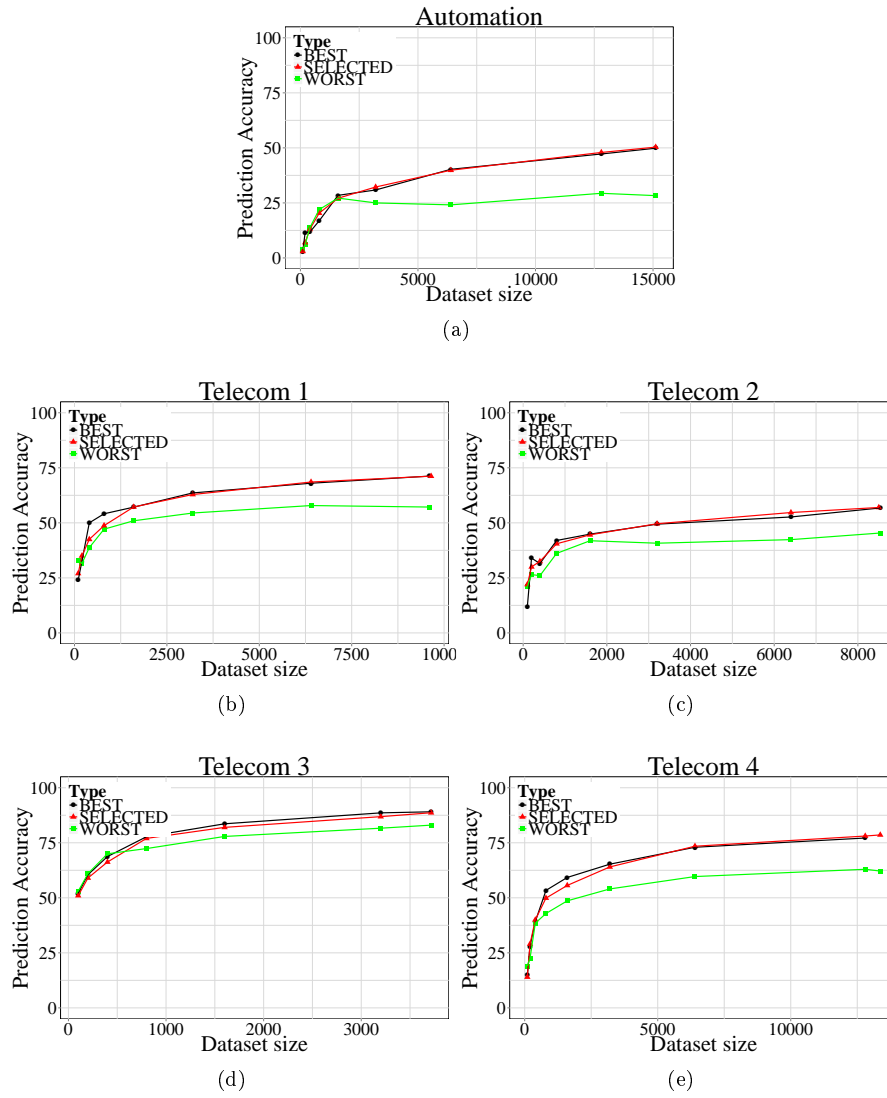 Automation
Prediction Accuracy
100
75
50
25
0
Type
BEST
SELECTED
WORST
0 5000 10000 15000
Dataset size
(a)
Telecom 1
Prediction Accuracy
100
75
50
25
0
Type
BEST
SELECTED
WORST
0 2500 5000 7500 1000
Dataset size
(b)
Telecom 2
Prediction Accuracy
100
75
50
25
0
Type
BEST
SELECTED
WORST
0 2000 4000 6000 8000
Dataset size
(c)
Telecom 3
Prediction Accuracy
100
75
50
25
0
Type
BEST
SELECTED
WORST
0 1000 2000 3000
Dataset size
(d)
Telecom 4
Prediction Accuracy
100
75
50
25
0
Type
BEST
SELECTED
WORST
0 5000 10000
Dataset size
(e)